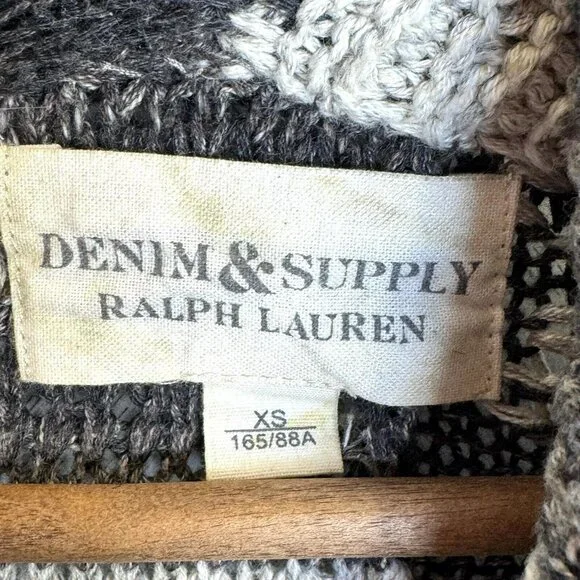 DENIM & SUPPLY
RALPH LAUREN
XS
165/88A